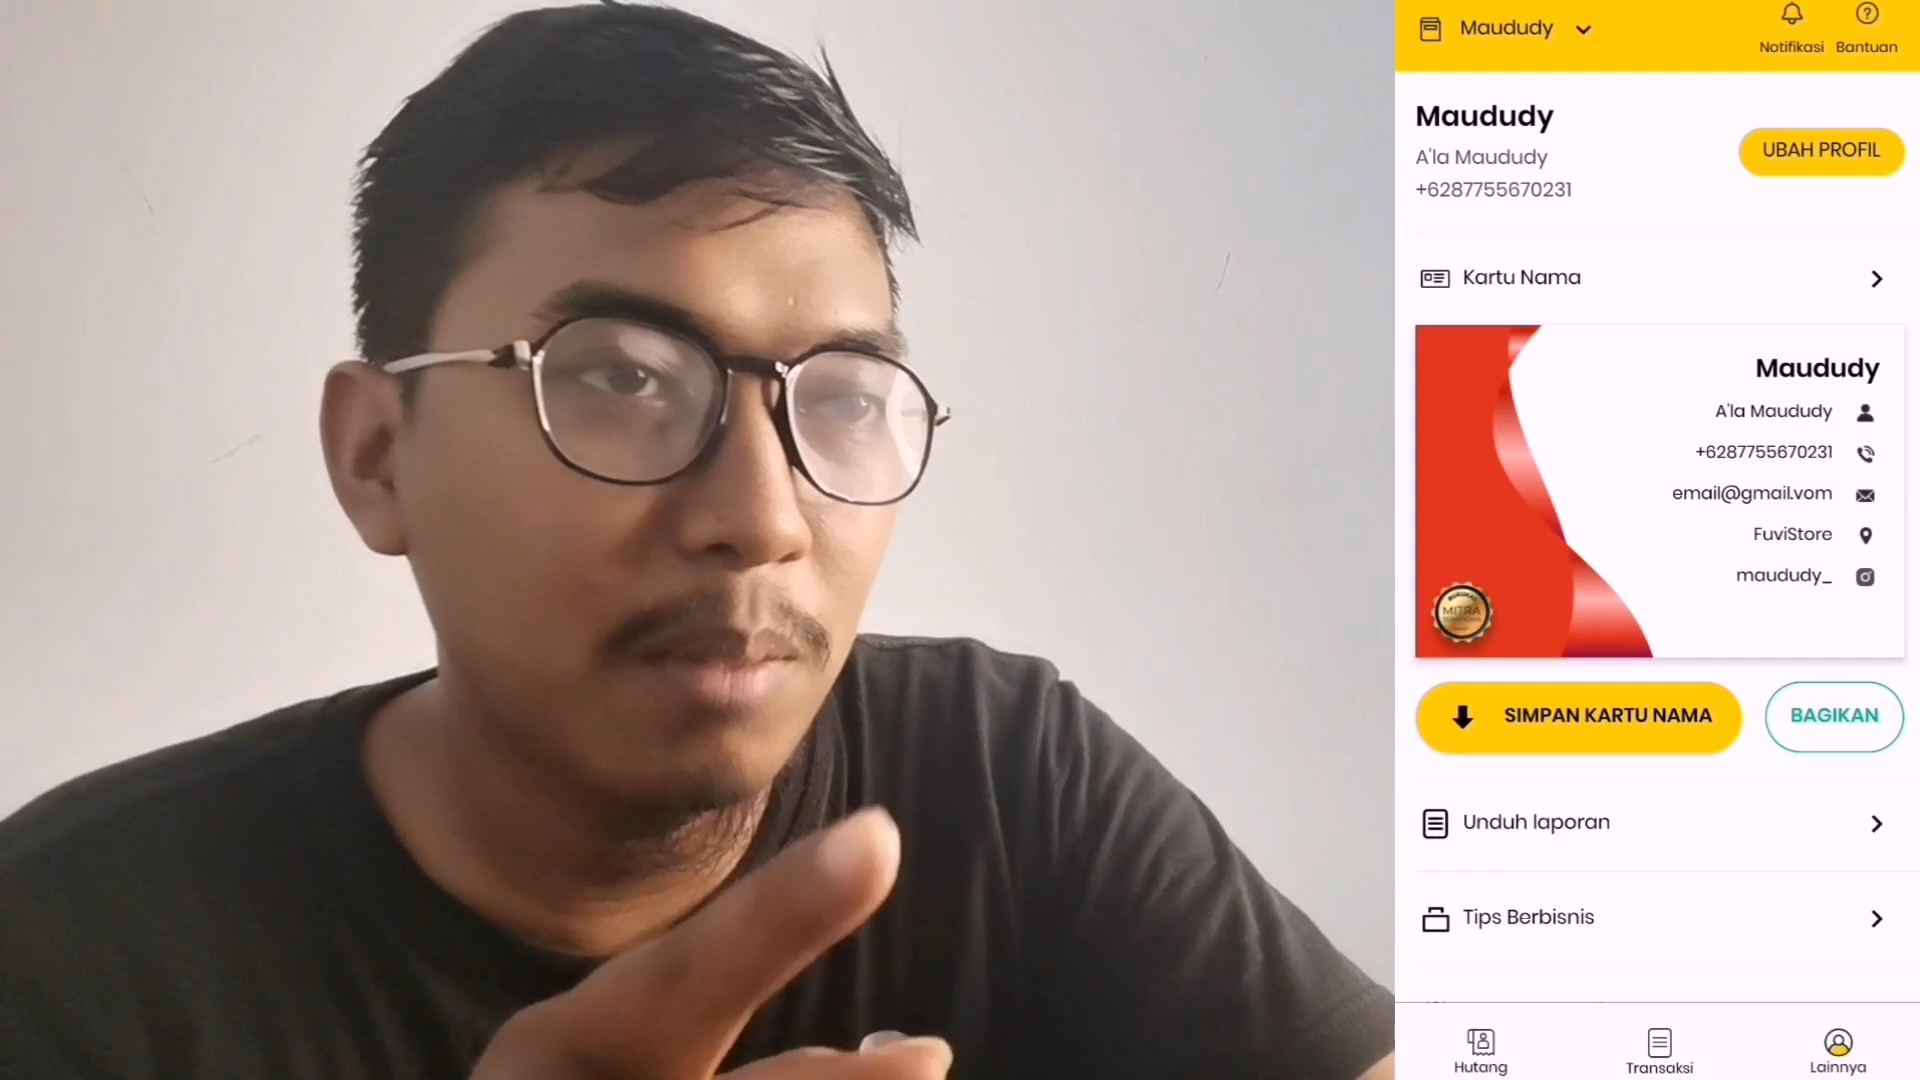 Maududy
Notifikasi
Bantuan
Maududy
A'la Maududy
+6287755670231
UBAH PROFIL
Kartu Nama
Maududy
A'la Maududy
+6287755670231
email@gmail.vom
FuviStore
maududy_
MITRA
SIMPAN KARTU NAMA
BAGIKAN
Unduh laporan
Tips Berbisnis
Hutang
Transaksi
Lainnya